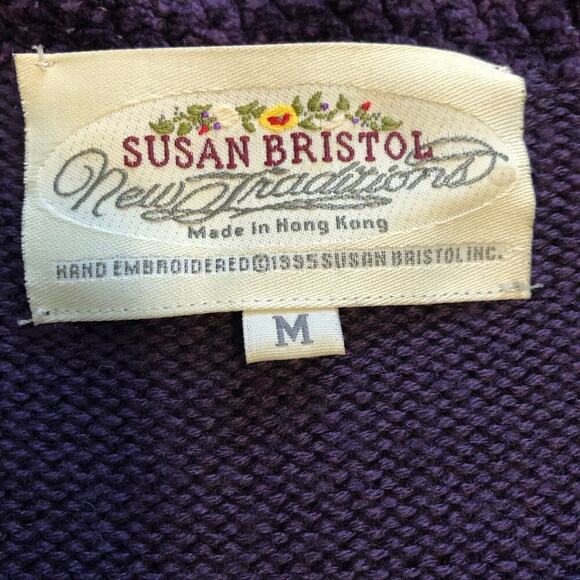 SUSAN BRISTOL
New Traditions
Made in Hong Kong
HAND EMBROIDERED©1995 SUSAN BRISTOL INC.
M